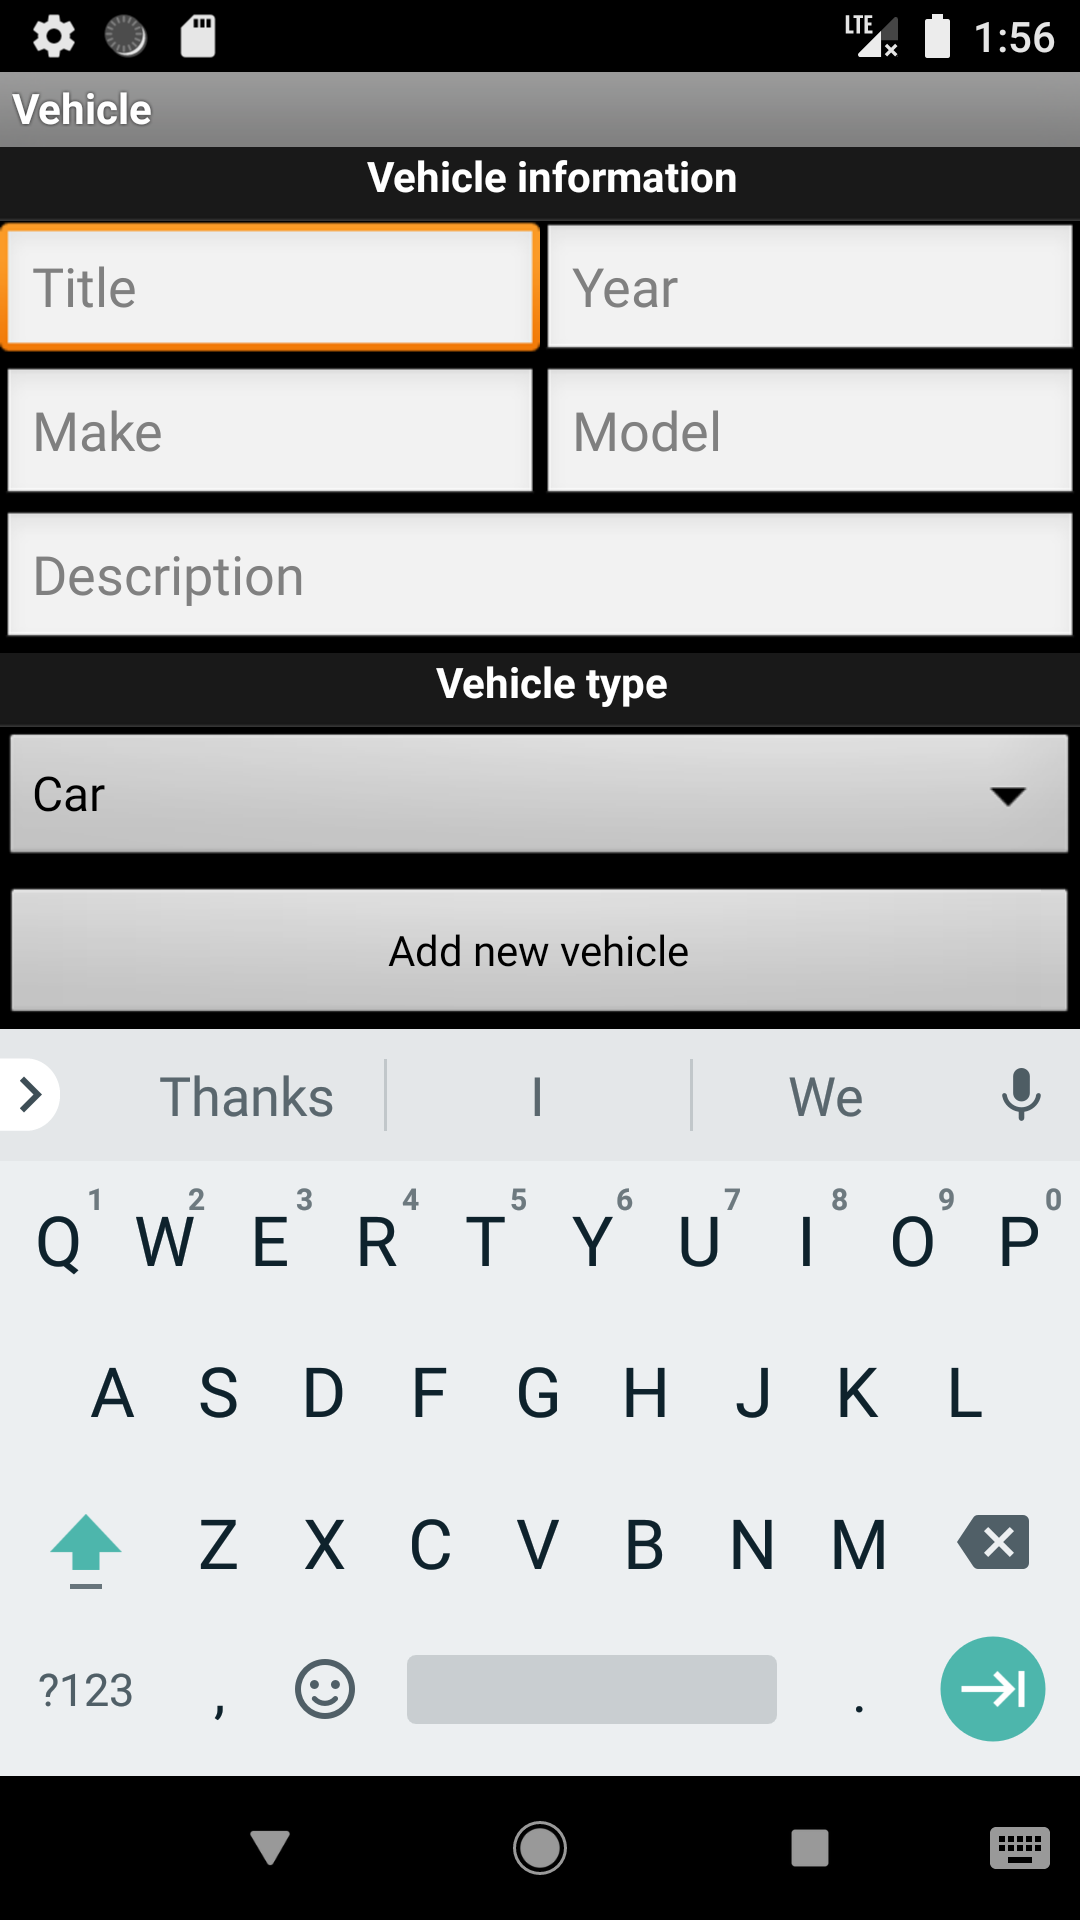 LTE 1:56
Vehicle
Vehicle information
Title Year
Make Model
Description
Vehicle type
Car
Add new vehicle
Thanks I We
1 2 3 4 5 6 7 8 9 0
Q W E R T Y U I O P
A S D F G H J K L
Z X C V B N M
?123 , .